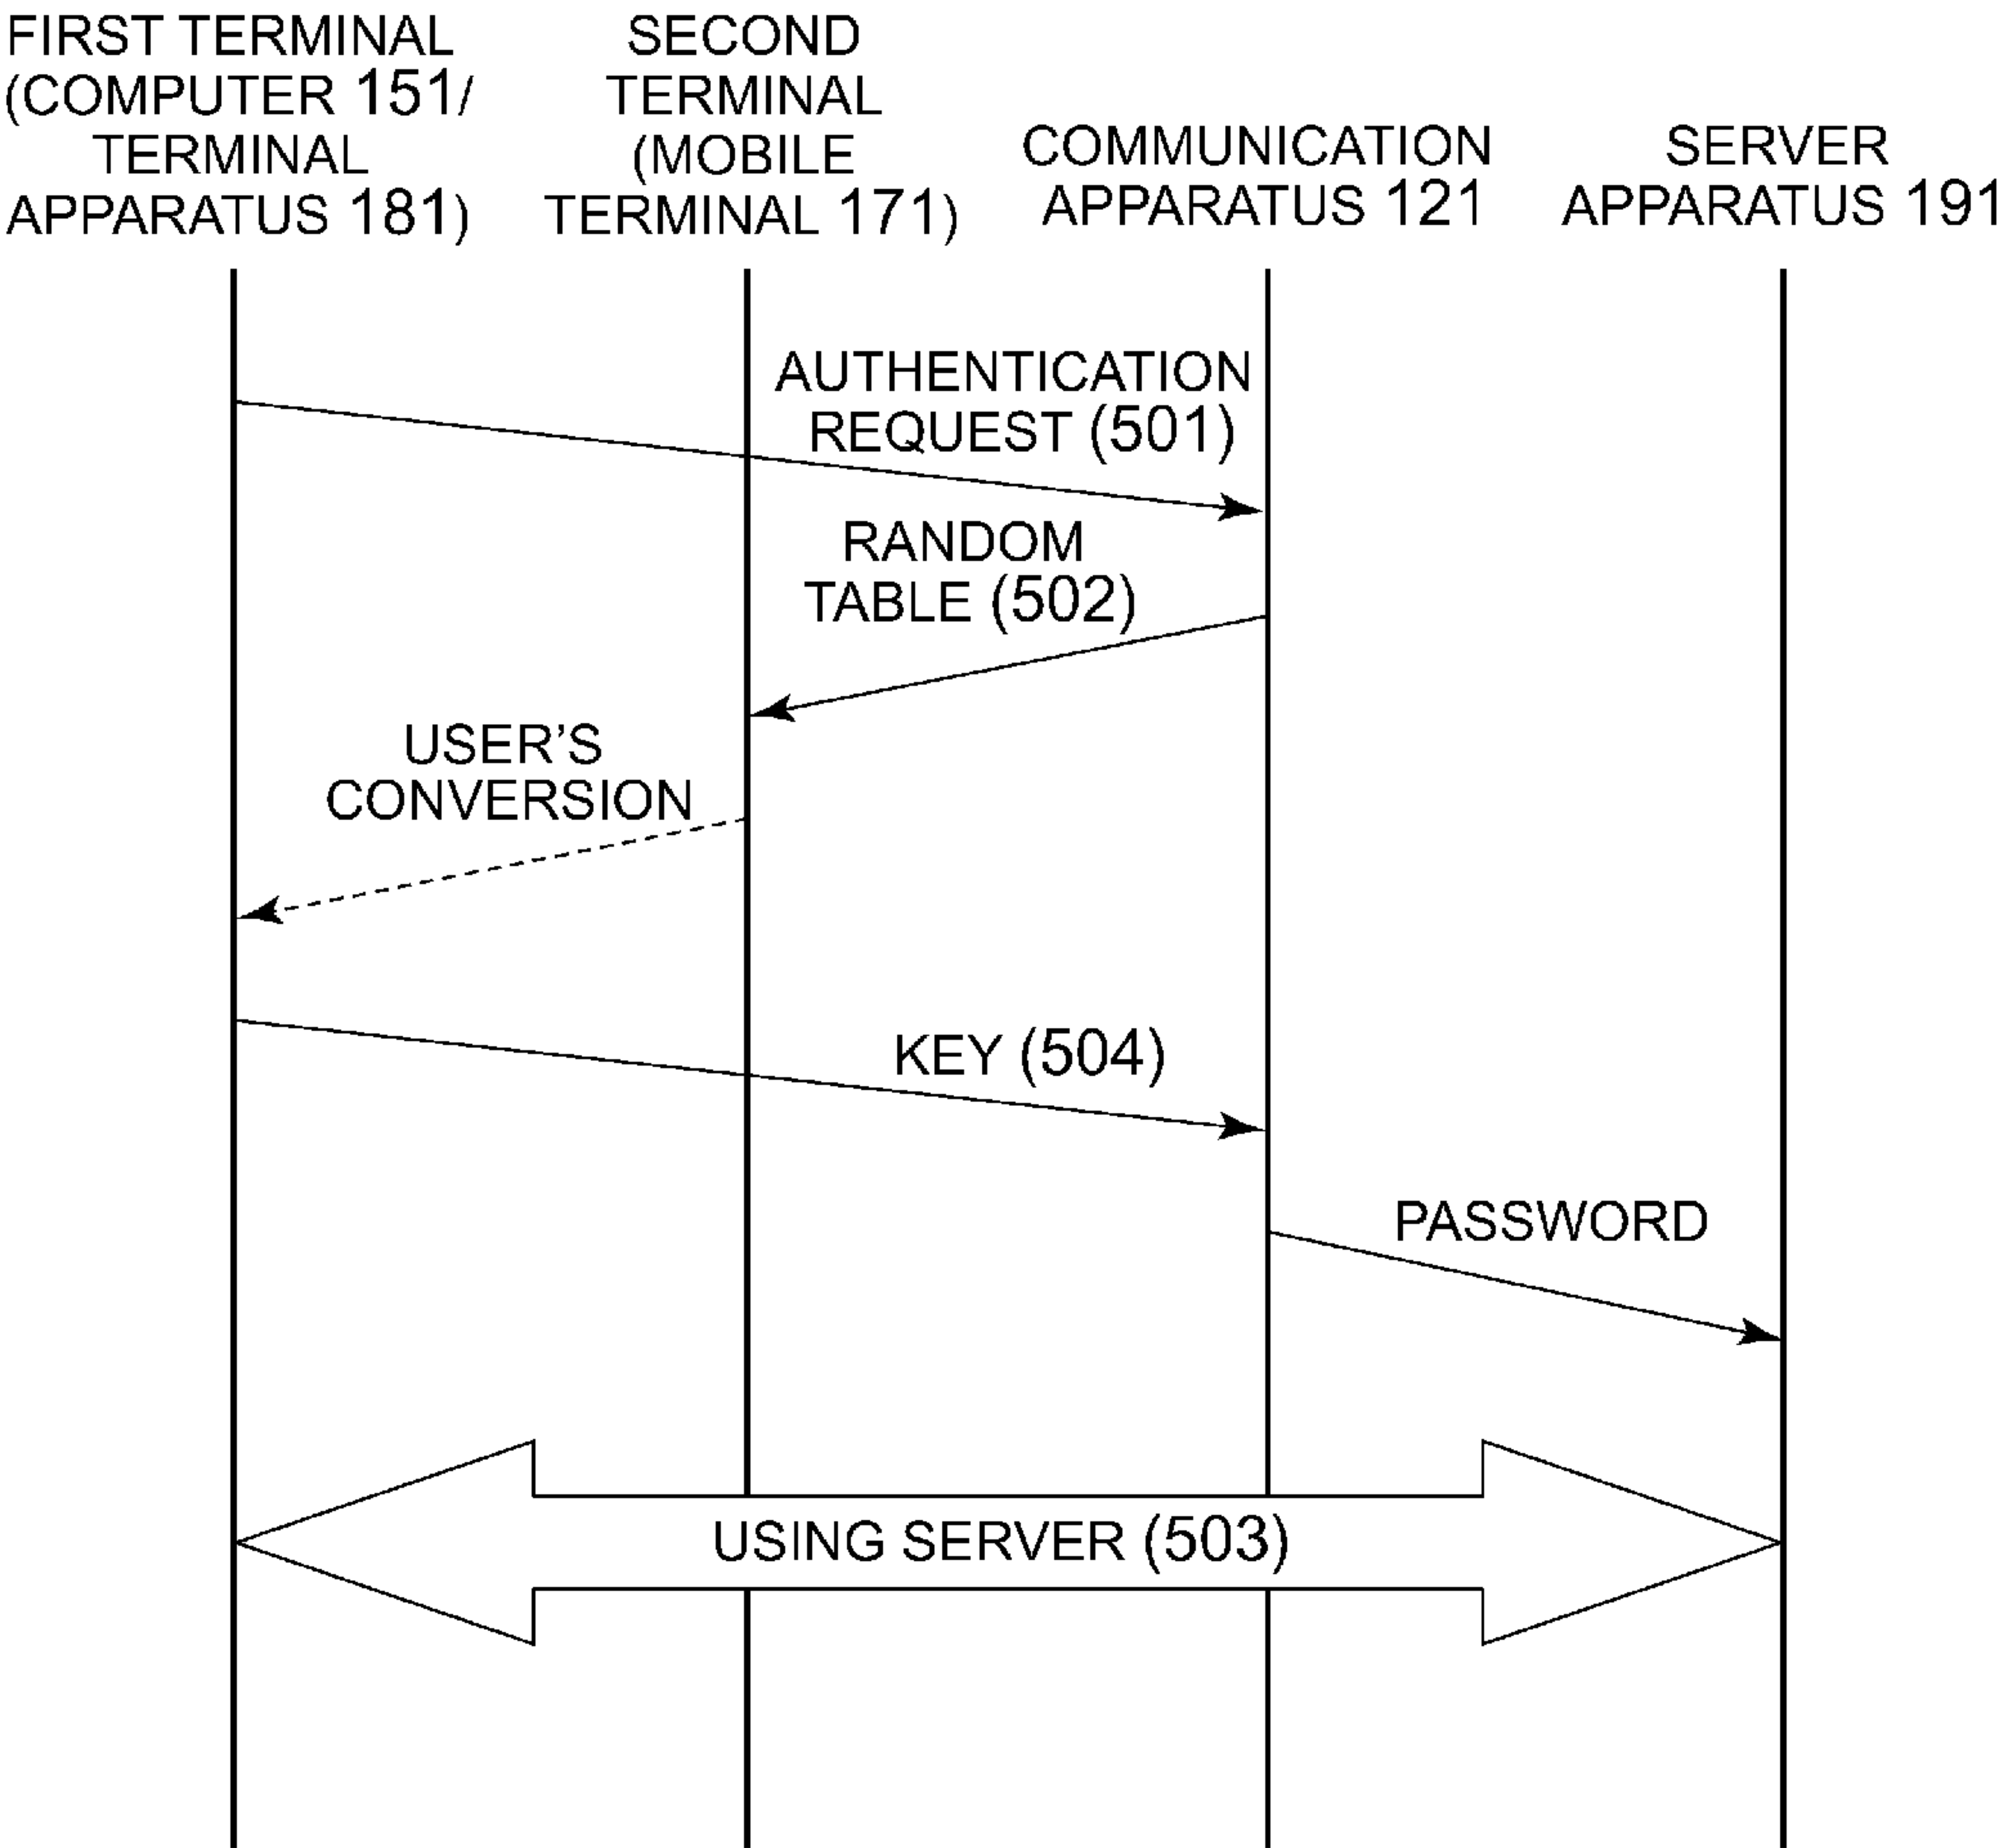 FIRST TERMINAL
(COMPUTER 151/
TERMINAL
APPARATUS 181)
SECOND
TERMINAL
(MOBILE
TERMINAL 171)
COMMUNICATION
APPARATUS 121
SERVER
APPARATUS 191
AUTHENTICATION
REQUEST (501)
RANDOM
TABLE (502)
USER’S
CONVERSION
KEY (504)
PASSWORD
USING SERVER (503)